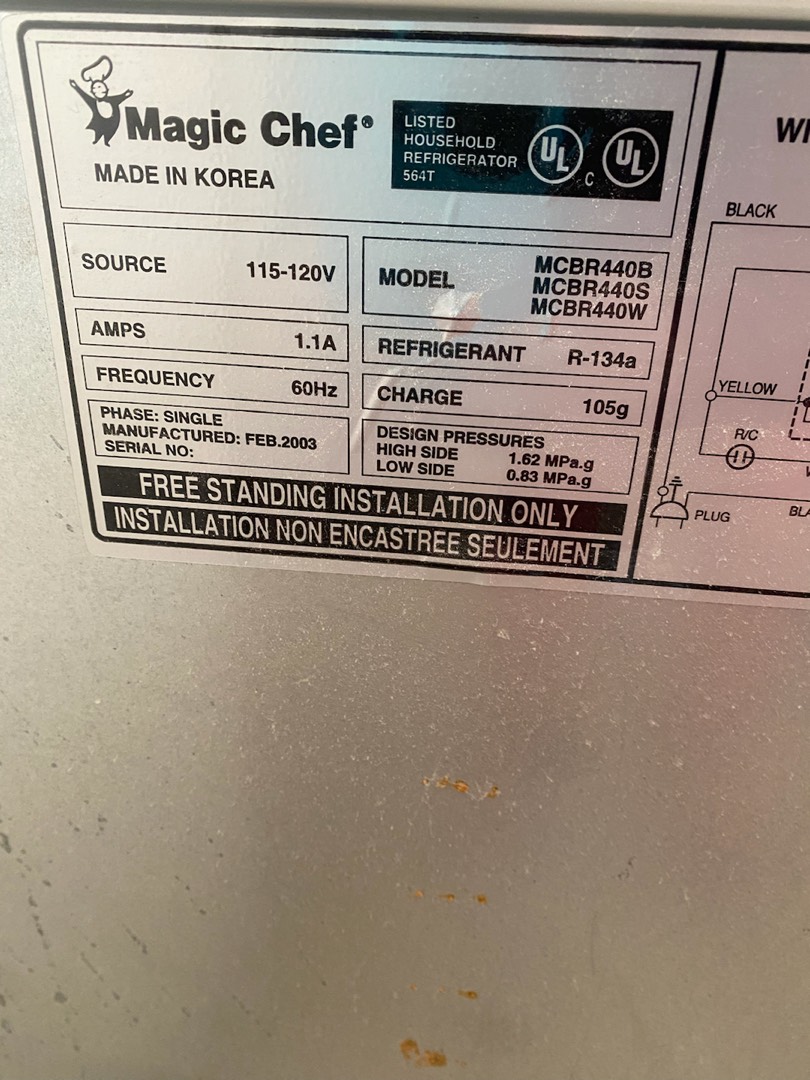 Magic Chef®
MADE IN KOREA
LISTED
HOUSEHOLD
REFRIGERATOR
564T
UL
C UL
SOURCE 115-120V
MODEL MCBR440B
MCBR440S
MCBR440W
AMPS 1.1A
REFRIGERANT R-134a
FREQUENCY 60Hz
CHARGE 105g
PHASE: SINGLE
MANUFACTURED: FEB.2003
SERIAL NO:
DESIGN PRESSURES
HIGH SIDE 1.62 MPa.g
LOW SIDE 0.83 MPa.g
FREE STANDING INSTALLATION ONLY
INSTALLATION NON ENCASTREE SEULEMENT
BLACK
YELLOW
R/C
PLUG